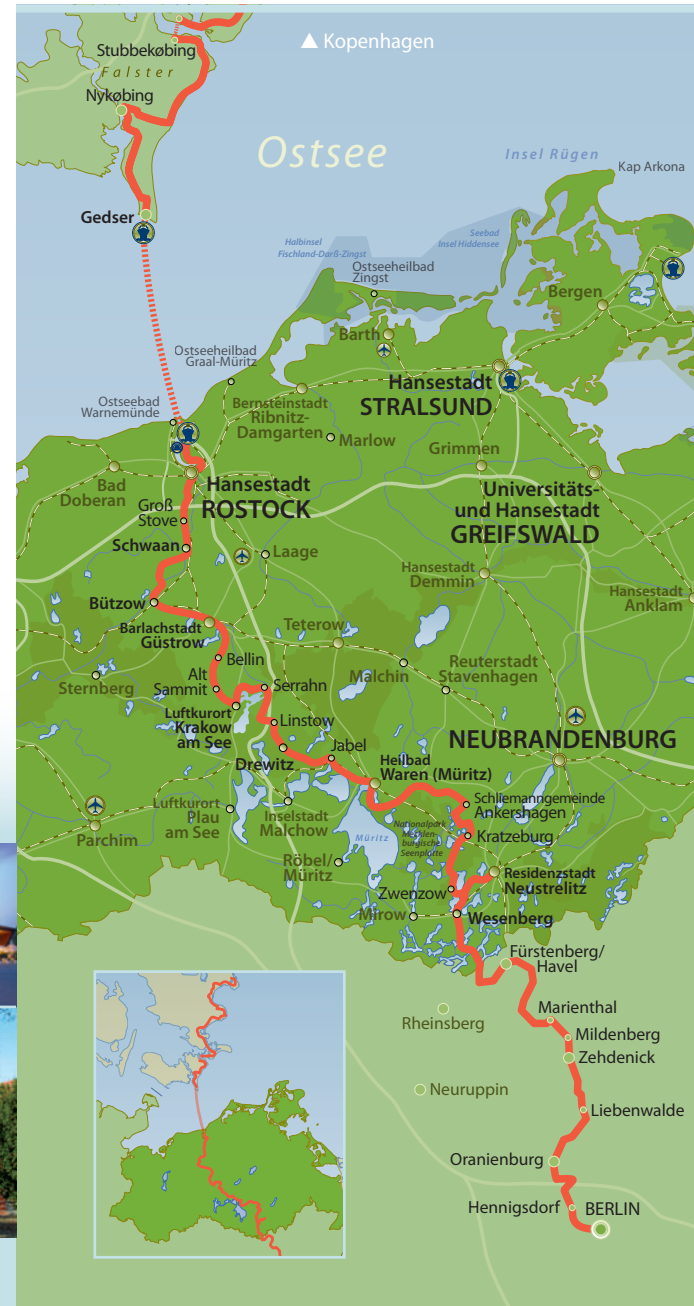 ▲ Kopenhagen
Stubbekøbing
Falster
Nykøbing
Ostsee
Insel Rügen
Kap Arkona
Gedser
Seebad
Insel Hiddensee
Halbinsel
Fischland-Darß-Zingst
Ostseeheilbad
Zingst
Bergen
Barth
Ostseeheilbad
Graal-Müritz
Hansestadt
STRALSUND
Ostseebad
Warnemünde
Bernsteinstadt
Ribnitz-
Damgarten
Marlow
Grimmen
Bad
Doberan
Hansestadt
ROSTOCK
Universitäts-
und Hansestadt
GREIFSWALD
Groß
Stove
Schwaan
Laage
Hansestadt
Demmin
Hansestadt
Anklam
Bützow
Barlachstadt
Güstrow
Teterow
Bellin
Malchin
Reuterstadt
Stavenhagen
Sternberg
Alt
Sammit
Serrahn
Luftkurort
Krakow
am See
Linstow
NEUBRANDENBURG
Drewitz
Jabel
Heilbad
Waren (Müritz)
Luftkurort
Plau
am See
Inselstadt
Malchow
Schliemanngemeinde
Ankershagen
Parchim
Müritz
Nationalpark
Mecklen-
burgische
Seenplatte
Kratzeburg
Röbel/
Müritz
Residenzstadt
Neustrelitz
Zwenzow
Mirow
Wesenberg
Fürstenberg/
Havel
Rheinsberg
Marienthal
Mildenberg
Zehdenick
Neuruppin
Liebenwalde
Oranienburg
Hennigsdorf
BERLIN